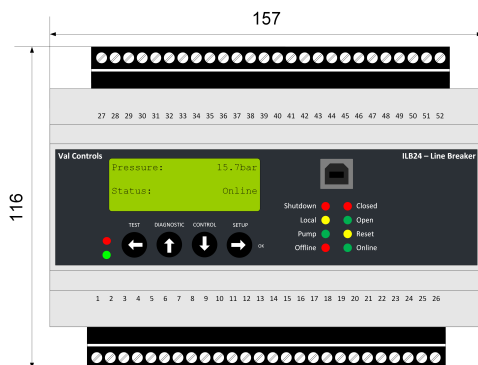 157
116
27 28 29 30 31 32 33 34 35 36 37 38 39 40 41 42 43 44 45 46 47 48 49 50 51 52
Val Controls
ILB24 – Line Breaker
Pressure: 15.7bar
Status: Online
Shutdown Closed
Local Open
Pump Reset
Offline Online
TEST DIAGNOSTIC CONTROL SETUP
OK
1 2 3 4 5 6 7 8 9 10 11 12 13 14 15 16 17 18 19 20 21 22 23 24 25 26